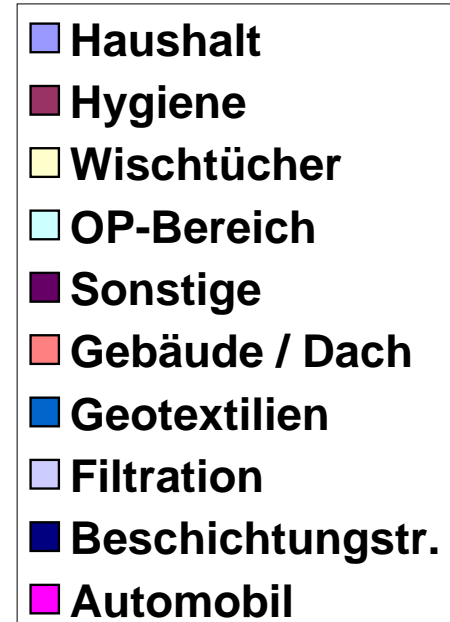 Haushalt
Hygiene
Wischtücher
OP-Bereich
Sonstige
Gebäude / Dach
Geotextilien
Filtration
Beschichtungstr.
Automobil